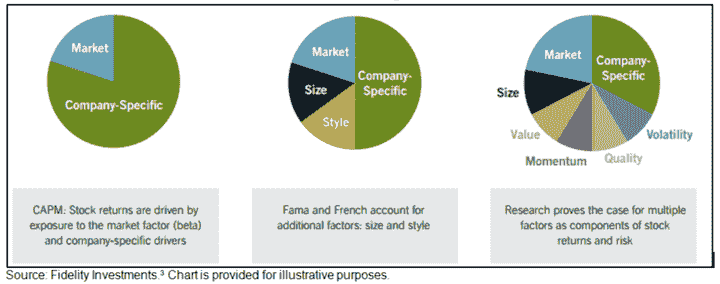 Market
Company-Specific
Market
Size
Style
Company-
Specific
Market
Company-
Specific
Size
Value
Momentum
Quality
Volatility
CAPM: Stock returns are driven by
exposure to the market factor (beta)
and company-specific drivers
Fama and French account for
additional factors: size and style
Research proves the case for multiple
factors as components of stock
returns and risk
Source: Fidelity Investments.³ Chart is provided for illustrative purposes.